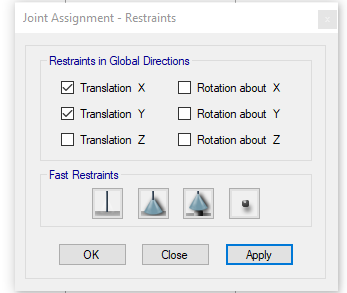 Joint Assignment - Restraints
Restraints in Global Directions
Translation X Rotation about X
Translation Y Rotation about Y
Translation Z Rotation about Z
Fast Restraints
OK Close Apply